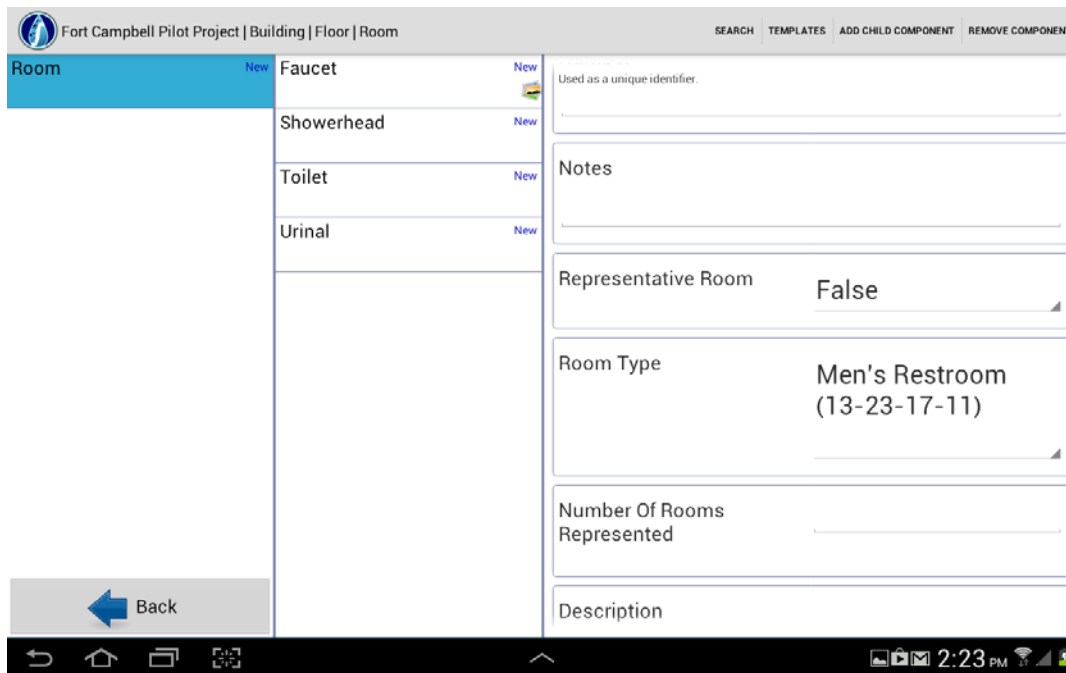 Fort Campbell Pilot Project | Building | Floor | Room
SEARCH TEMPLATES ADD CHILD COMPONENT REMOVE COMPONEN
Room New
Faucet New
Showerhead New
Toilet New
Urinal New
Used as a unique identifier.
Notes
Representative Room False
Room Type Men's Restroom
(13-23-17-11)
Number Of Rooms
Represented
Description
Back
2:23 PM